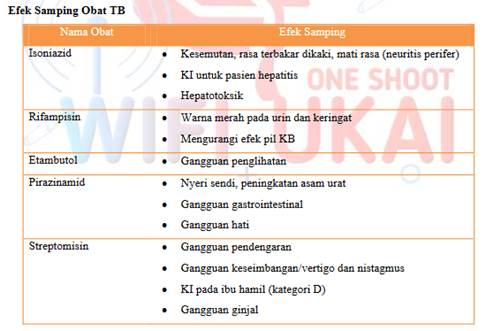 Efek Samping Obat TB
Nama Obat Efek Samping
Isoniazid • Kesemutan, rasa terbakar dikaki, mati rasa (neuritis perifer)
• KI untuk pasien hepatitis
• Hepatotoksik
Rifampisin • Warna merah pada urin dan keringat
• Mengurangi efek pil KB
Etambutol • Gangguan penglihatan
Pirazinamid • Nyeri sendi, peningkatan asam urat
• Gangguan gastrointestinal
• Gangguan hati
Streptomisin • Gangguan pendengaran
• Gangguan keseimbangan/vertigo dan nistagmus
• KI pada ibu hamil (kategori D)
• Gangguan ginjal
ONE SHOOT
WIFI UKAI